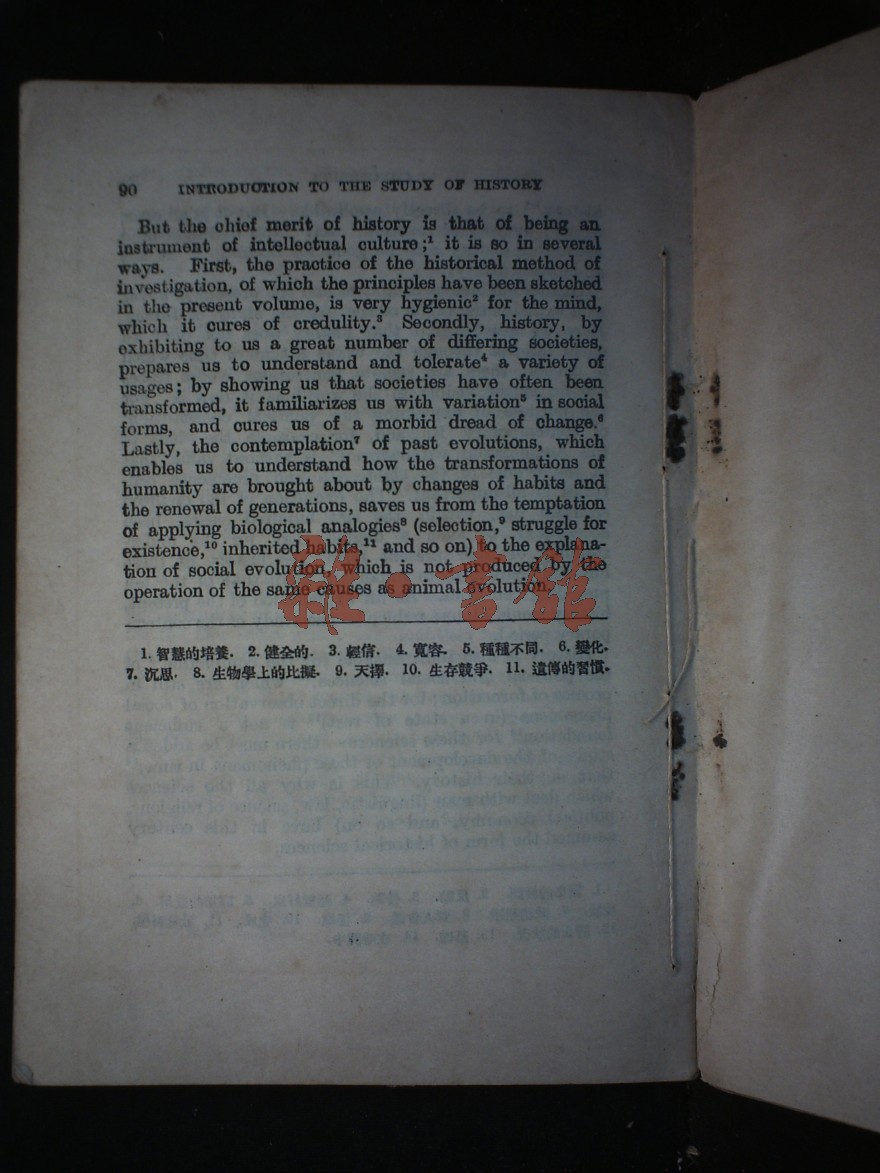 90 INTRODUCTION TO THE STUDY OF HISTORY
But the chief merit of history is that of being an
instrument of intellectual culture;¹ it is so in several
ways. First, the practice of the historical method of
investigation, of which the principles have been sketched
in the present volume, is very hygienic² for the mind,
which it cures of credulity.³ Secondly, history, by
exhibiting to us a great number of differing societies,
prepares us to understand and tolerate⁴ a variety of
usages; by showing us that societies have often been
transformed, it familiarizes us with variation⁵ in social
forms, and cures us of a morbid dread of change.⁶
Lastly, the contemplation⁷ of past evolutions, which
enables us to understand how the transformations of
humanity are brought about by changes of habits and
the renewal of generations, saves us from the temptation
of applying biological analogies⁸ (selection,⁹ struggle for
existence,¹⁰ inherited habits,¹¹ and so on) to the explana-
tion of social evolution, which is not produced by the
operation of the same causes as animal evolution.
雜·書館
1. 智慧的培養. 2. 健全的. 3. 輕信. 4. 寬容. 5. 種種不同. 6. 變化.
7. 沉思. 8. 生物學上的比擬. 9. 天擇. 10. 生存競爭. 11. 遺傳的習慣.